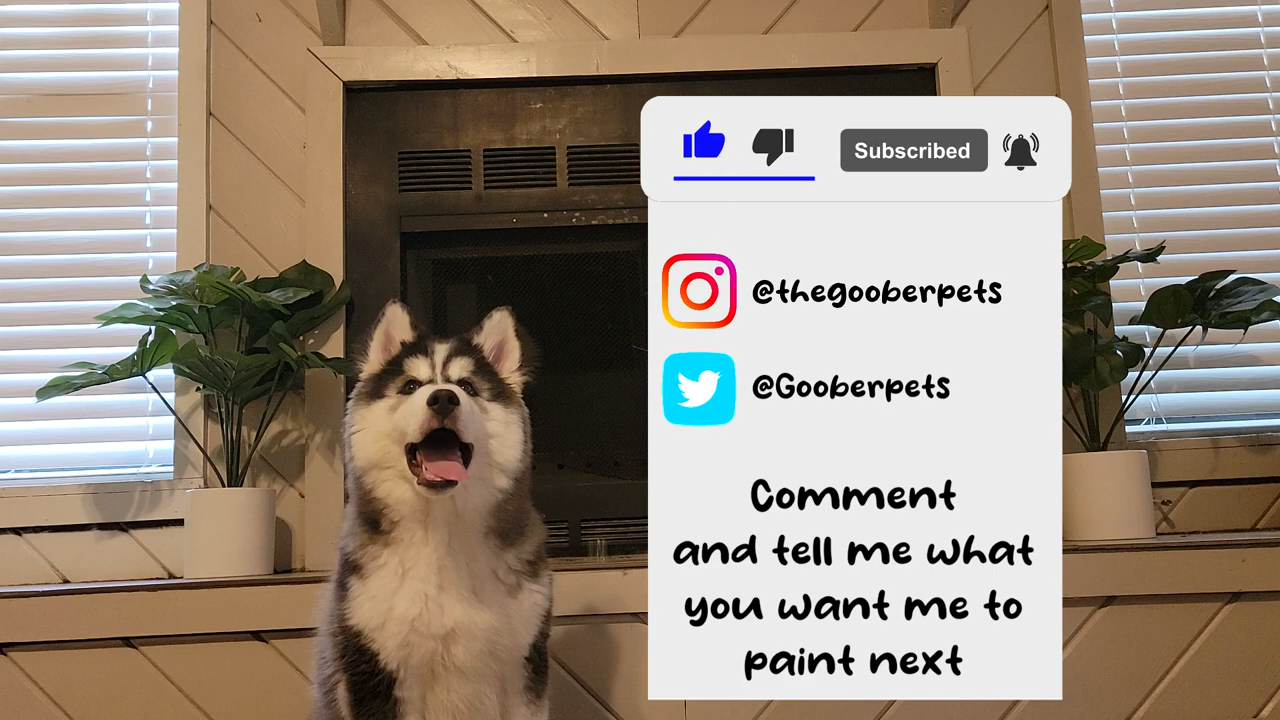 Subscribed
@thegooberpets
@Gooberpets
Comment
and tell me what
you want me to
paint next